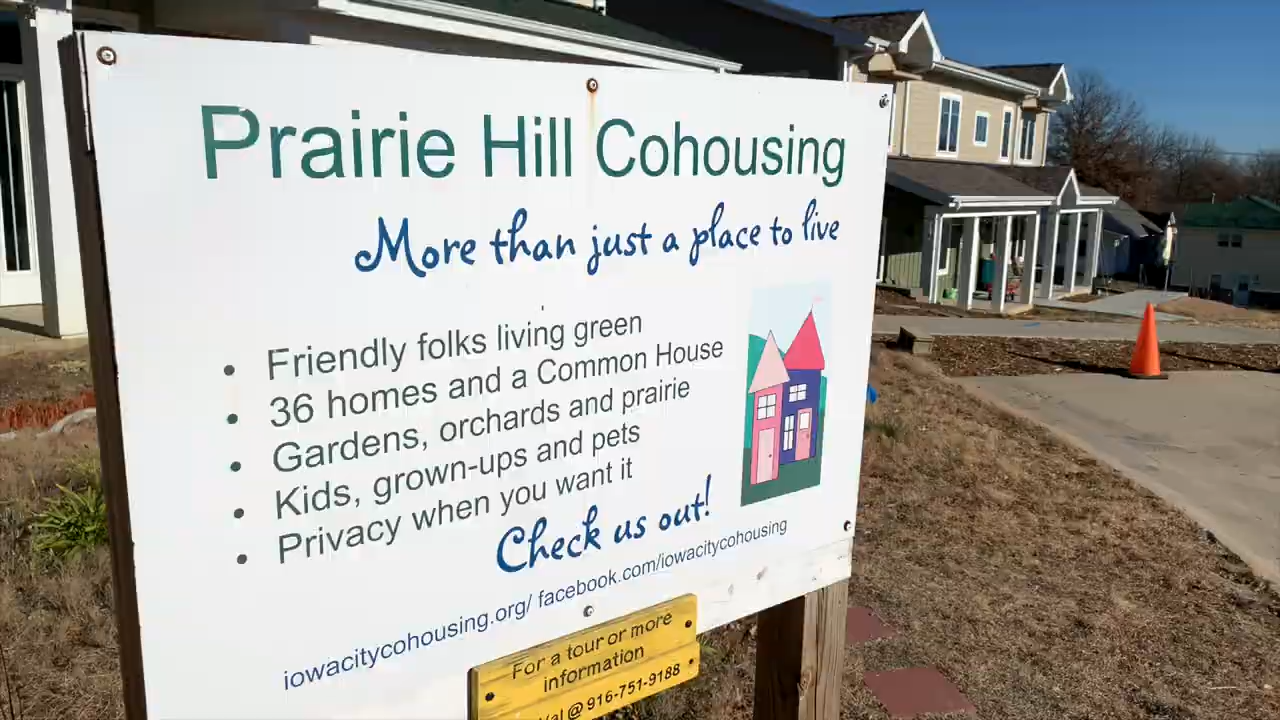 Prairie Hill Cohousing
More than just a place to live
• Friendly folks living green
• 36 homes and a Common House
• Gardens, orchards and prairie
• Kids, grown-ups and pets
• Privacy when you want it
Check us out!
iowacitycohousing.org/ facebook.com/iowacitycohousing
For a tour or more
information
Val @ 916-751-9188